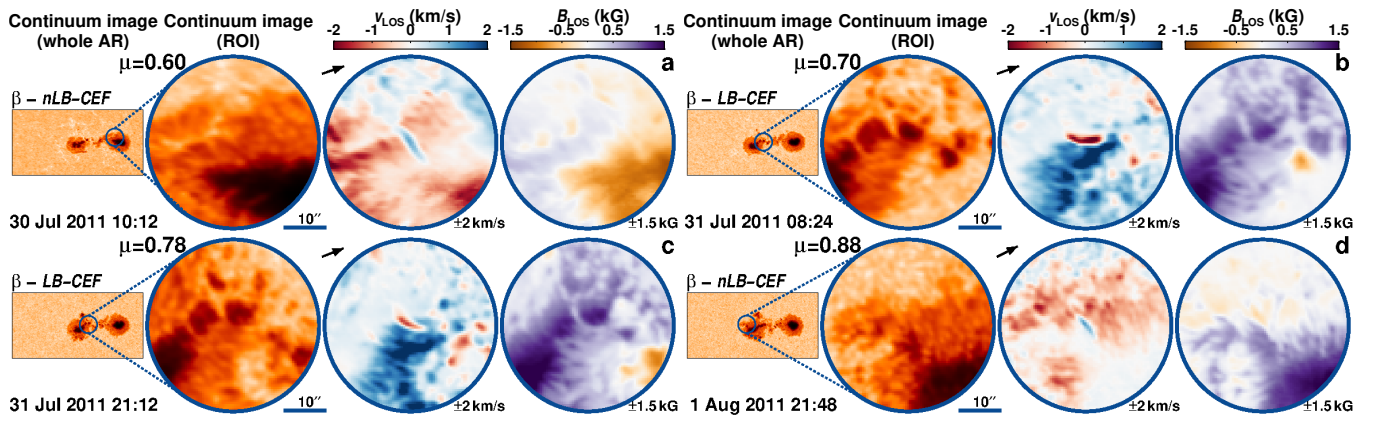 Continuum image (whole AR)
Continuum image (ROI)
v_LOS (km/s)
-2 -1 0 1 2
B_LOS (kG)
-1.5 -0.5 0.5 1.5
Continuum image (whole AR)
Continuum image (ROI)
v_LOS (km/s)
-2 -1 0 1 2
B_LOS (kG)
-1.5 -0.5 0.5 1.5
μ=0.60
a
β – nLB–CEF
30 Jul 2011 10:12
10″
±2 km/s
±1.5 kG
μ=0.70
b
β – LB–CEF
31 Jul 2011 08:24
10″
±2 km/s
±1.5 kG
μ=0.78
c
β – LB–CEF
31 Jul 2011 21:12
10″
±2 km/s
±1.5 kG
μ=0.88
d
β – nLB–CEF
1 Aug 2011 21:48
10″
±2 km/s
±1.5 kG